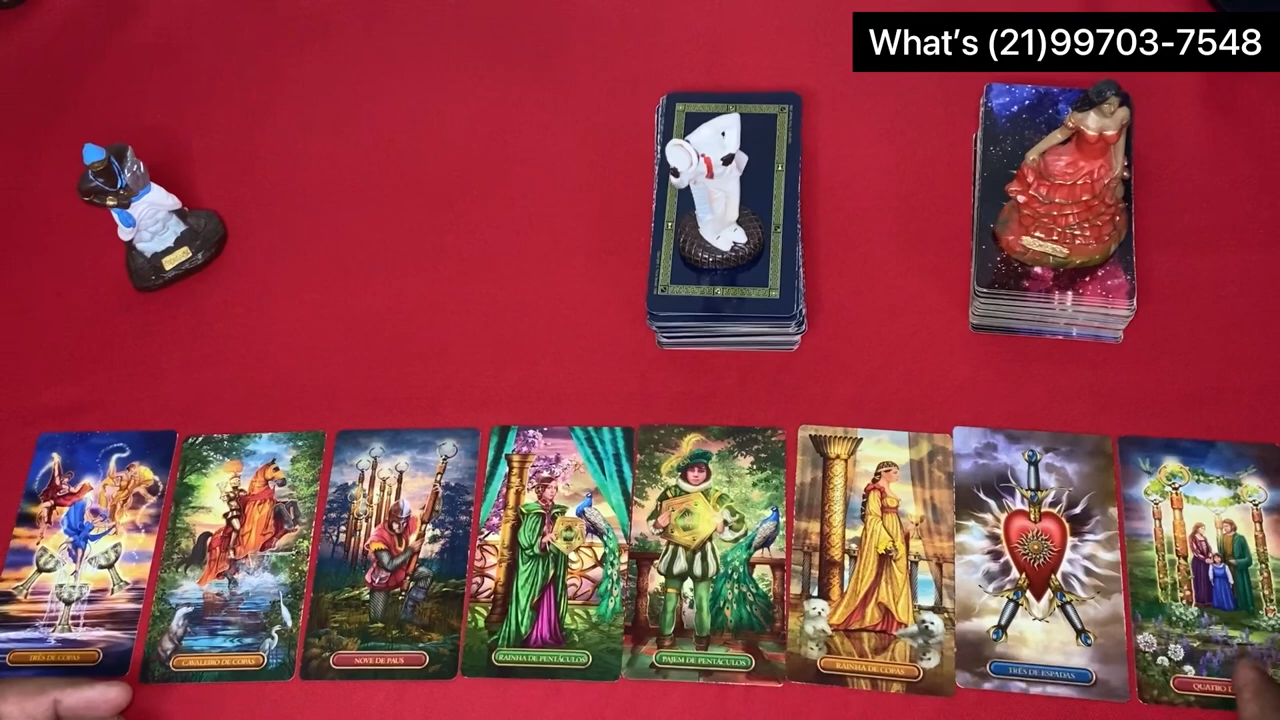 What's (21)99703-7548
TRÊS DE COPAS
CAVALEIRO DE COPAS
NOVE DE PAUS
RAINHA DE PENTÁCULOS
PAJEM DE PENTÁCULOS
RAINHA DE COPAS
TRÊS DE ESPADAS
QUATRO